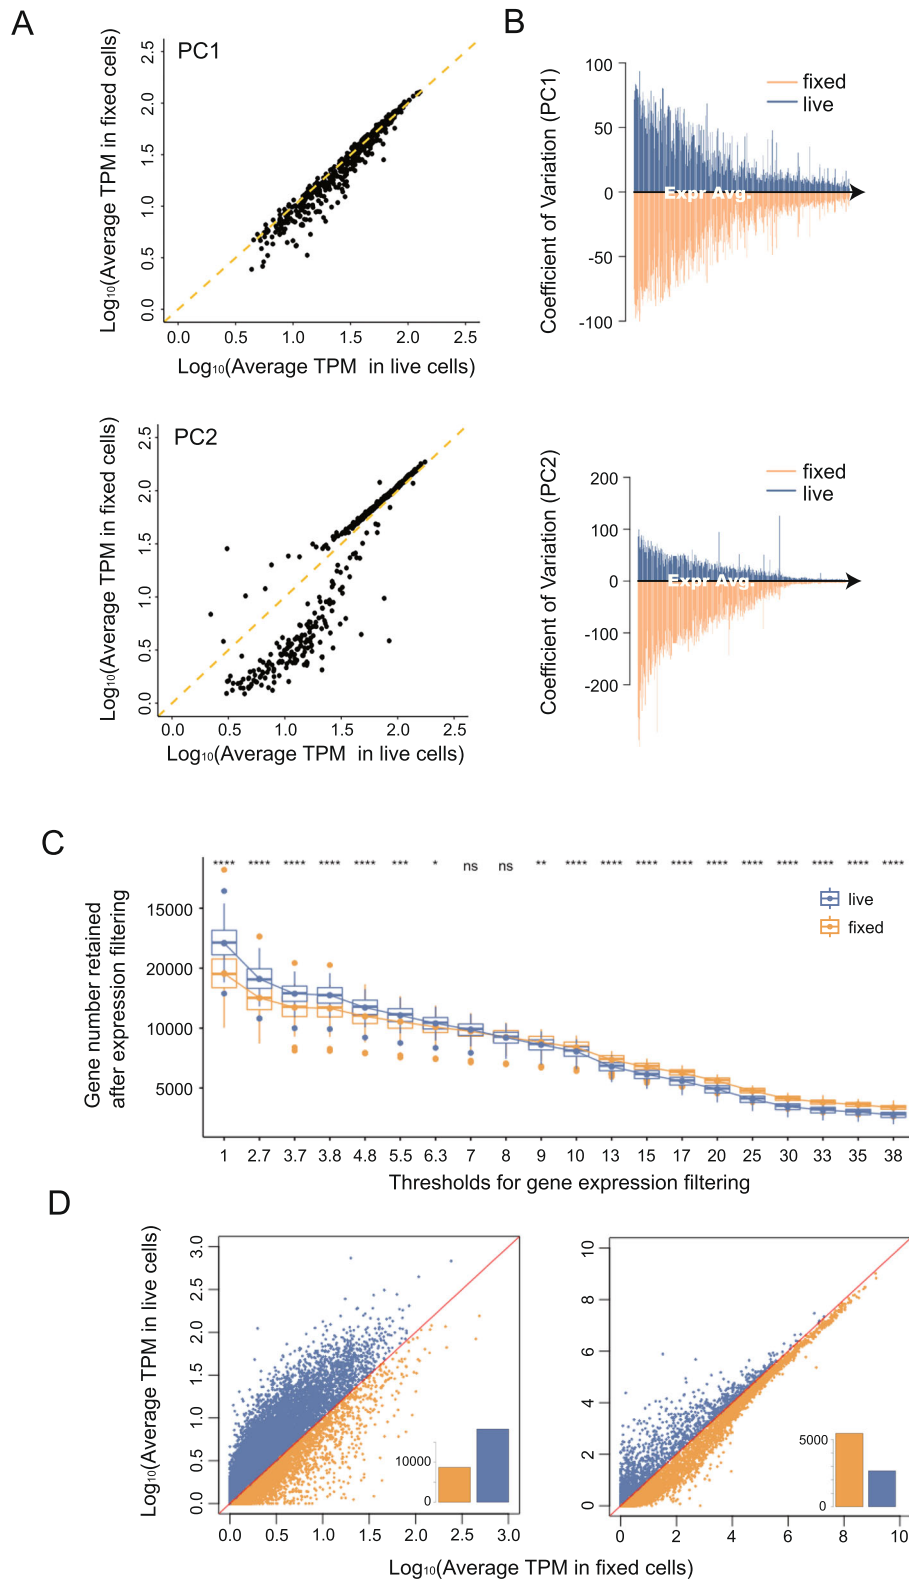 A
PC1
Log10(Average TPM in fixed cells)
2.5
2.0
1.5
1.0
0.5
0.0
0.0 0.5 1.0 1.5 2.0 2.5
Log10(Average TPM in live cells)
B
Coefficient of Variation (PC1)
100
50
0
-50
-100
fixed
live
Expr Avg.
PC2
Log10(Average TPM in fixed cells)
2.5
2.0
1.5
1.0
0.5
0.0
0.0 0.5 1.0 1.5 2.0 2.5
Log10(Average TPM in live cells)
Coefficient of Variation (PC2)
200
100
0
-100
-200
fixed
live
Expr Avg.
C
Gene number retained
after expression filtering
**** **** **** **** **** *** * ns ns ** **** **** **** **** **** **** **** **** **** ****
15000
20000
10000
5000
live
fixed
1 2.7 3.7 3.8 4.8 5.5 6.3 7 8 9 10 13 15 17 20 25 30 33 35 38
Thresholds for gene expression filtering
D
Log10(Average TPM in live cells)
3.0
2.5
2.0
1.5
1.0
0.5
0.0
10000
0
0.0 0.5 1.0 1.5 2.0 2.5 3.0
10
8
6
4
2
0
5000
0
0 2 4 6 8 10
Log10(Average TPM in fixed cells)